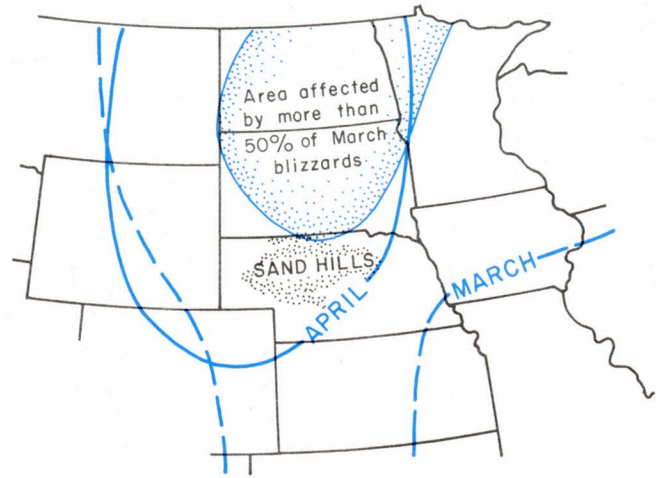 Area affected
by more than
50% of March
blizzards
SAND HILLS
APRIL
MARCH